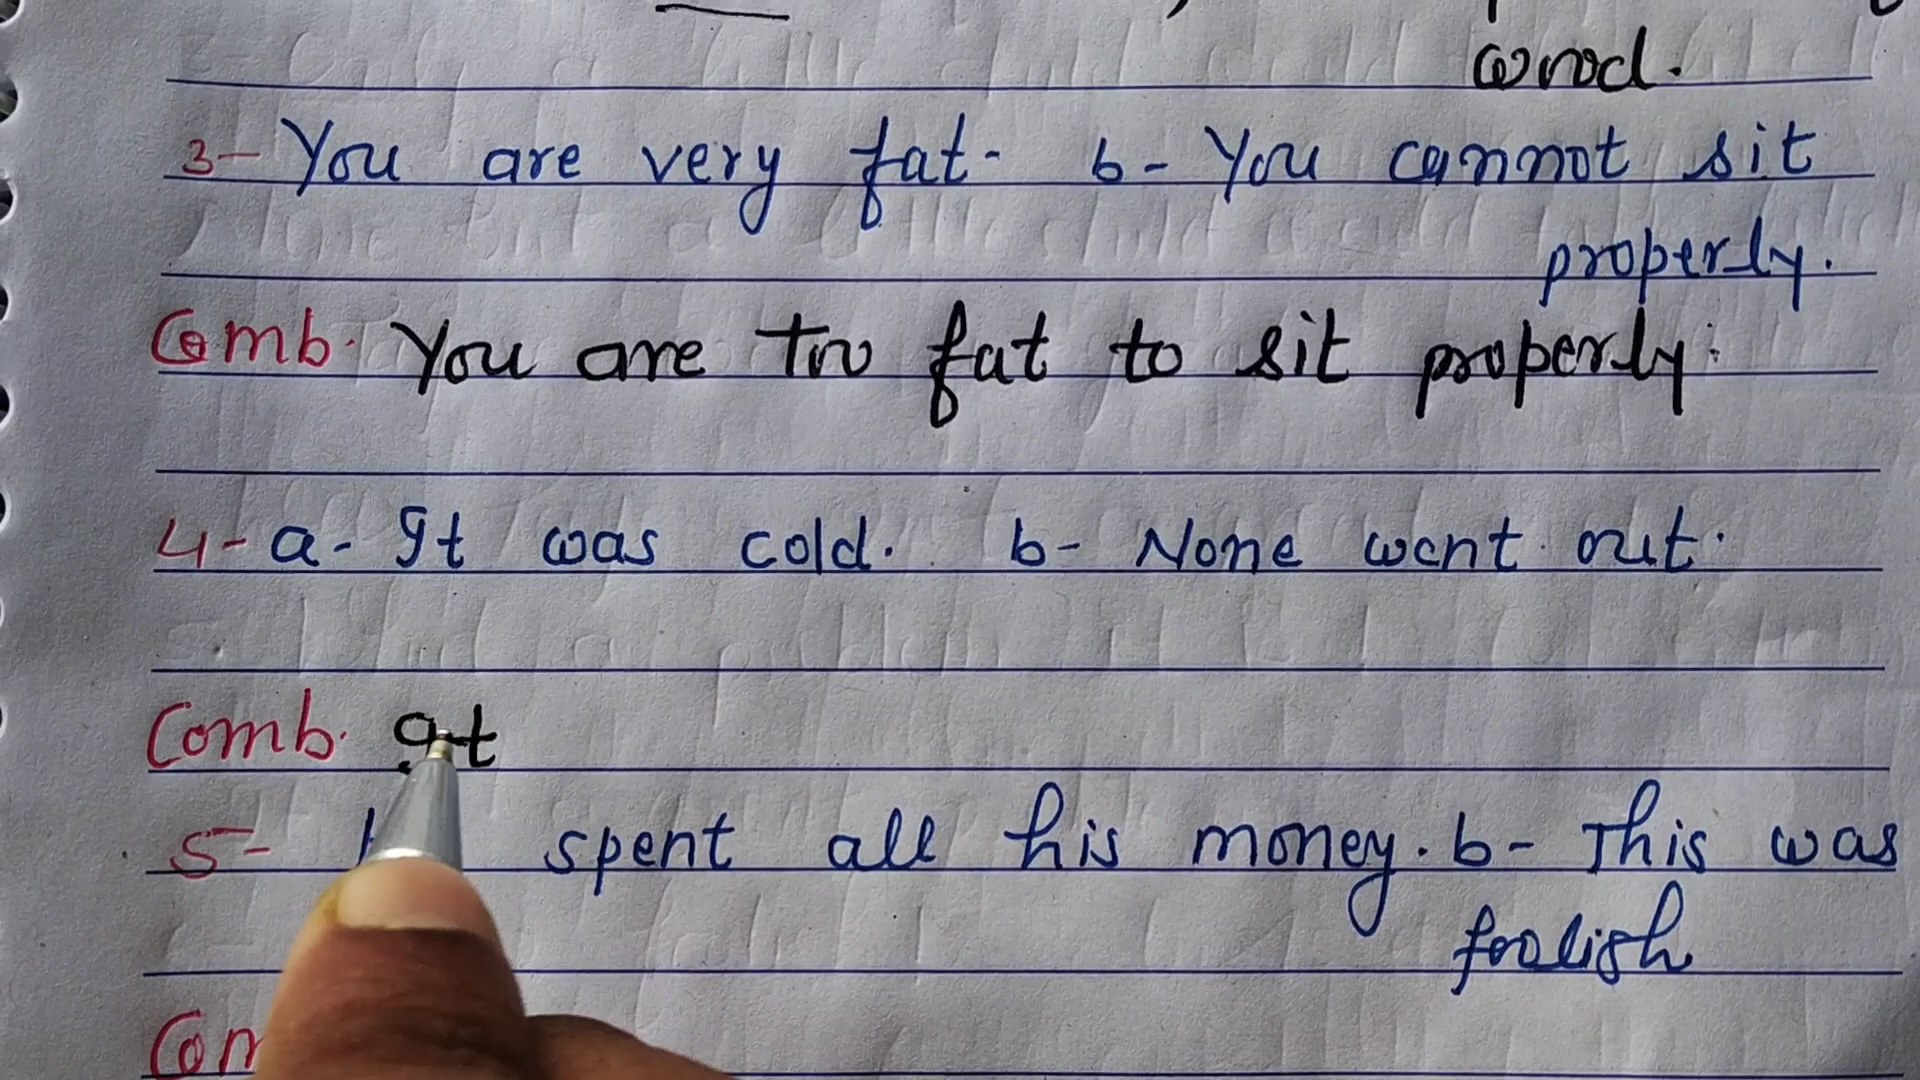 word.
3- You are very fat. b- You cannot sit
properly.
Comb. You are too fat to sit properly.
4- a- It was cold. b- None went out.
Comb. It
5- spent all his money. b- This was
foolish
Com